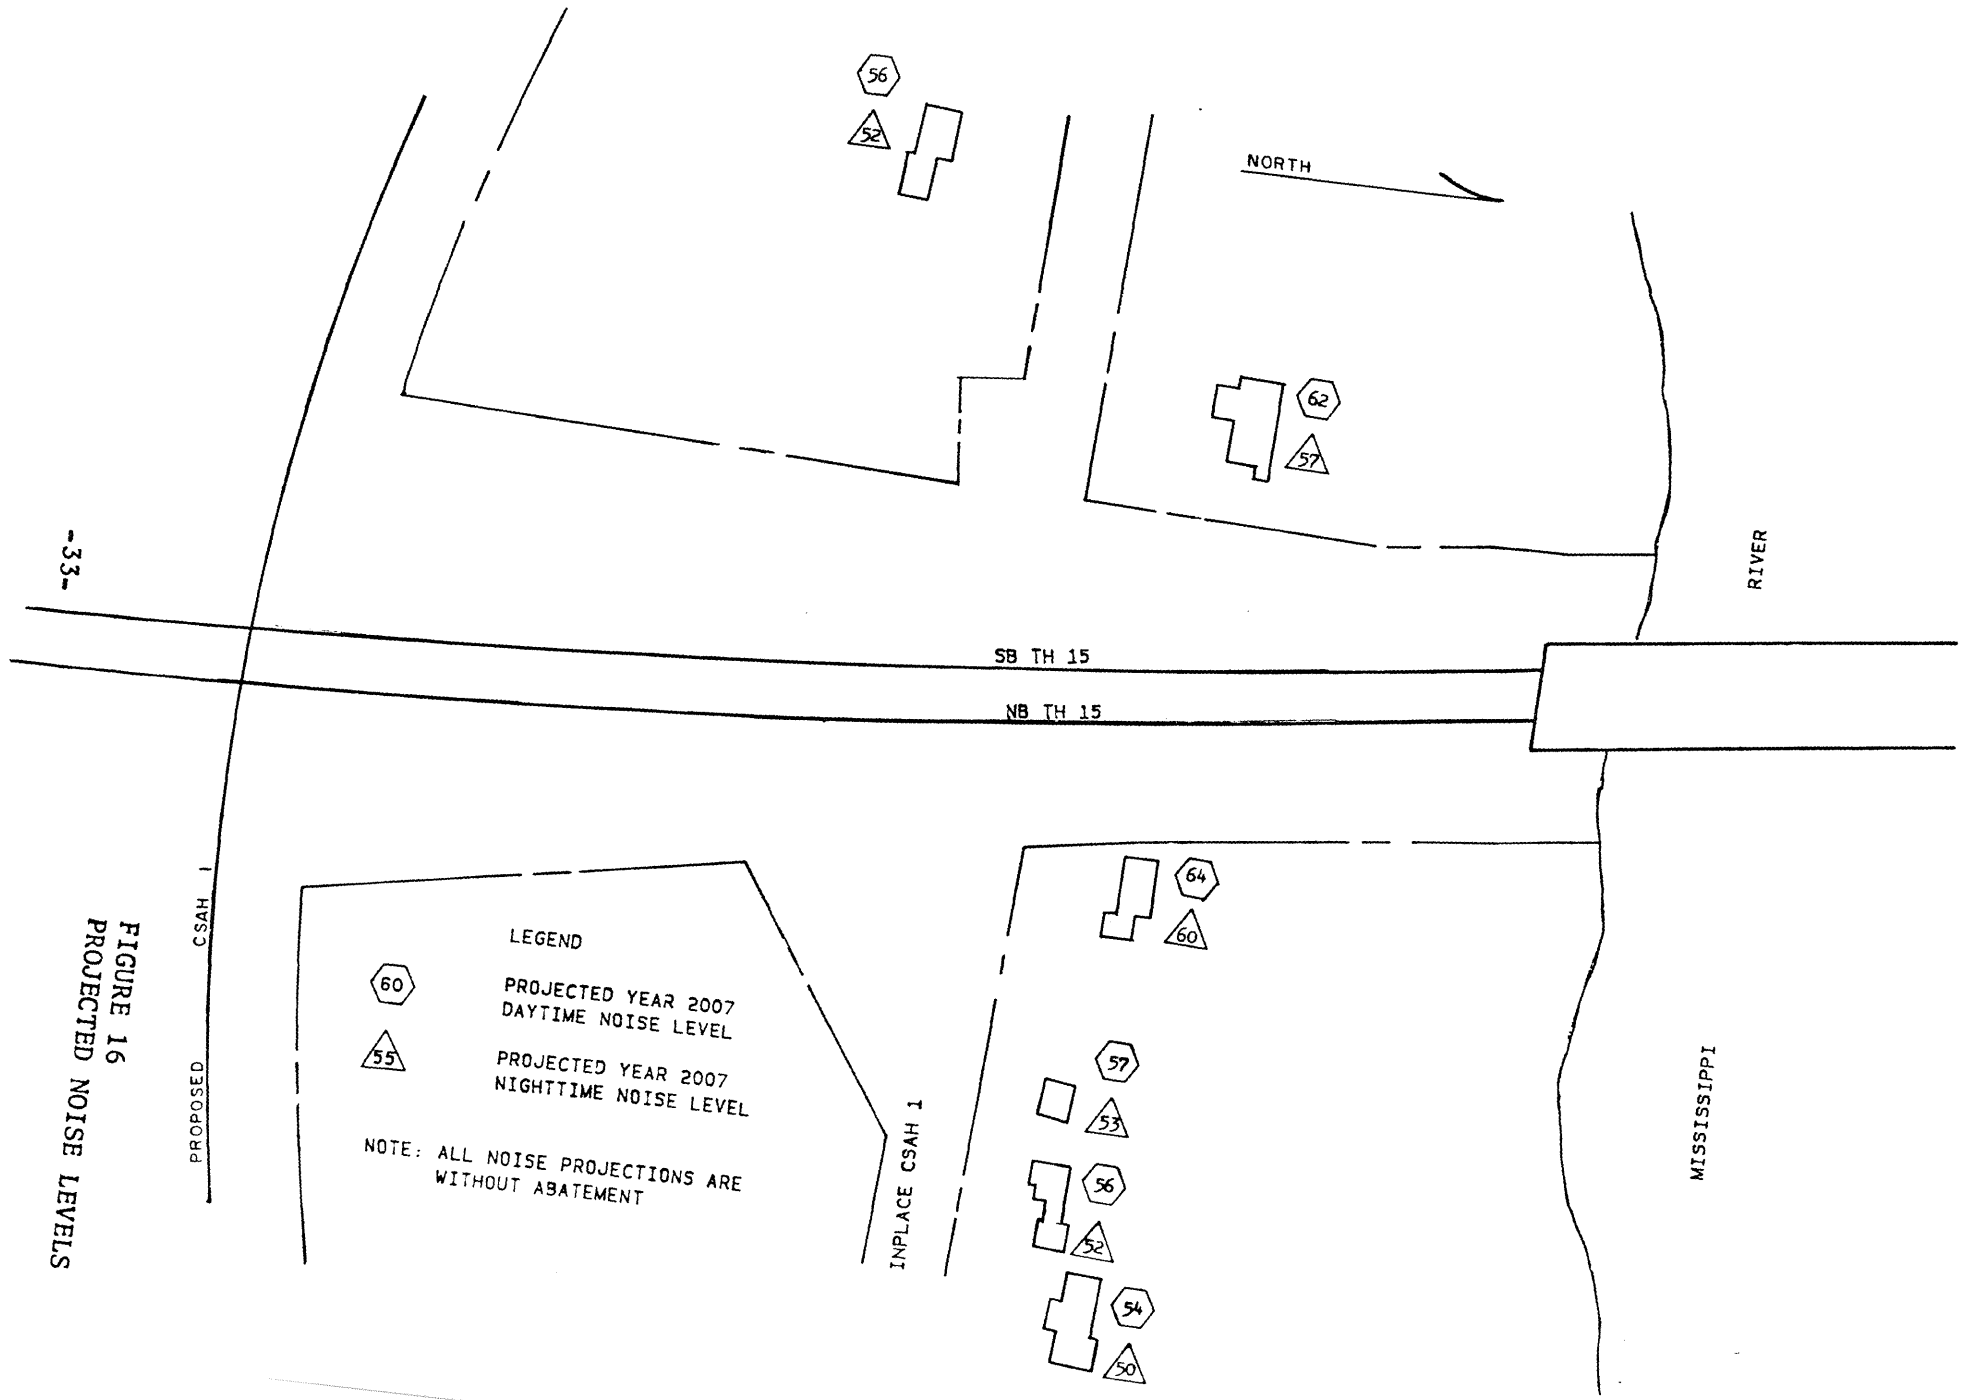 56
52
NORTH
62
57
RIVER
-33-
SB TH 15
NB TH 15
64
60
LEGEND
60
PROJECTED YEAR 2007
DAYTIME NOISE LEVEL
55
PROJECTED YEAR 2007
NIGHTTIME NOISE LEVEL
NOTE: ALL NOISE PROJECTIONS ARE
WITHOUT ABATEMENT
PROPOSED CSAH 1
INPLACE CSAH 1
57
53
56
52
54
50
MISSISSIPPI
FIGURE 16
PROJECTED NOISE LEVELS